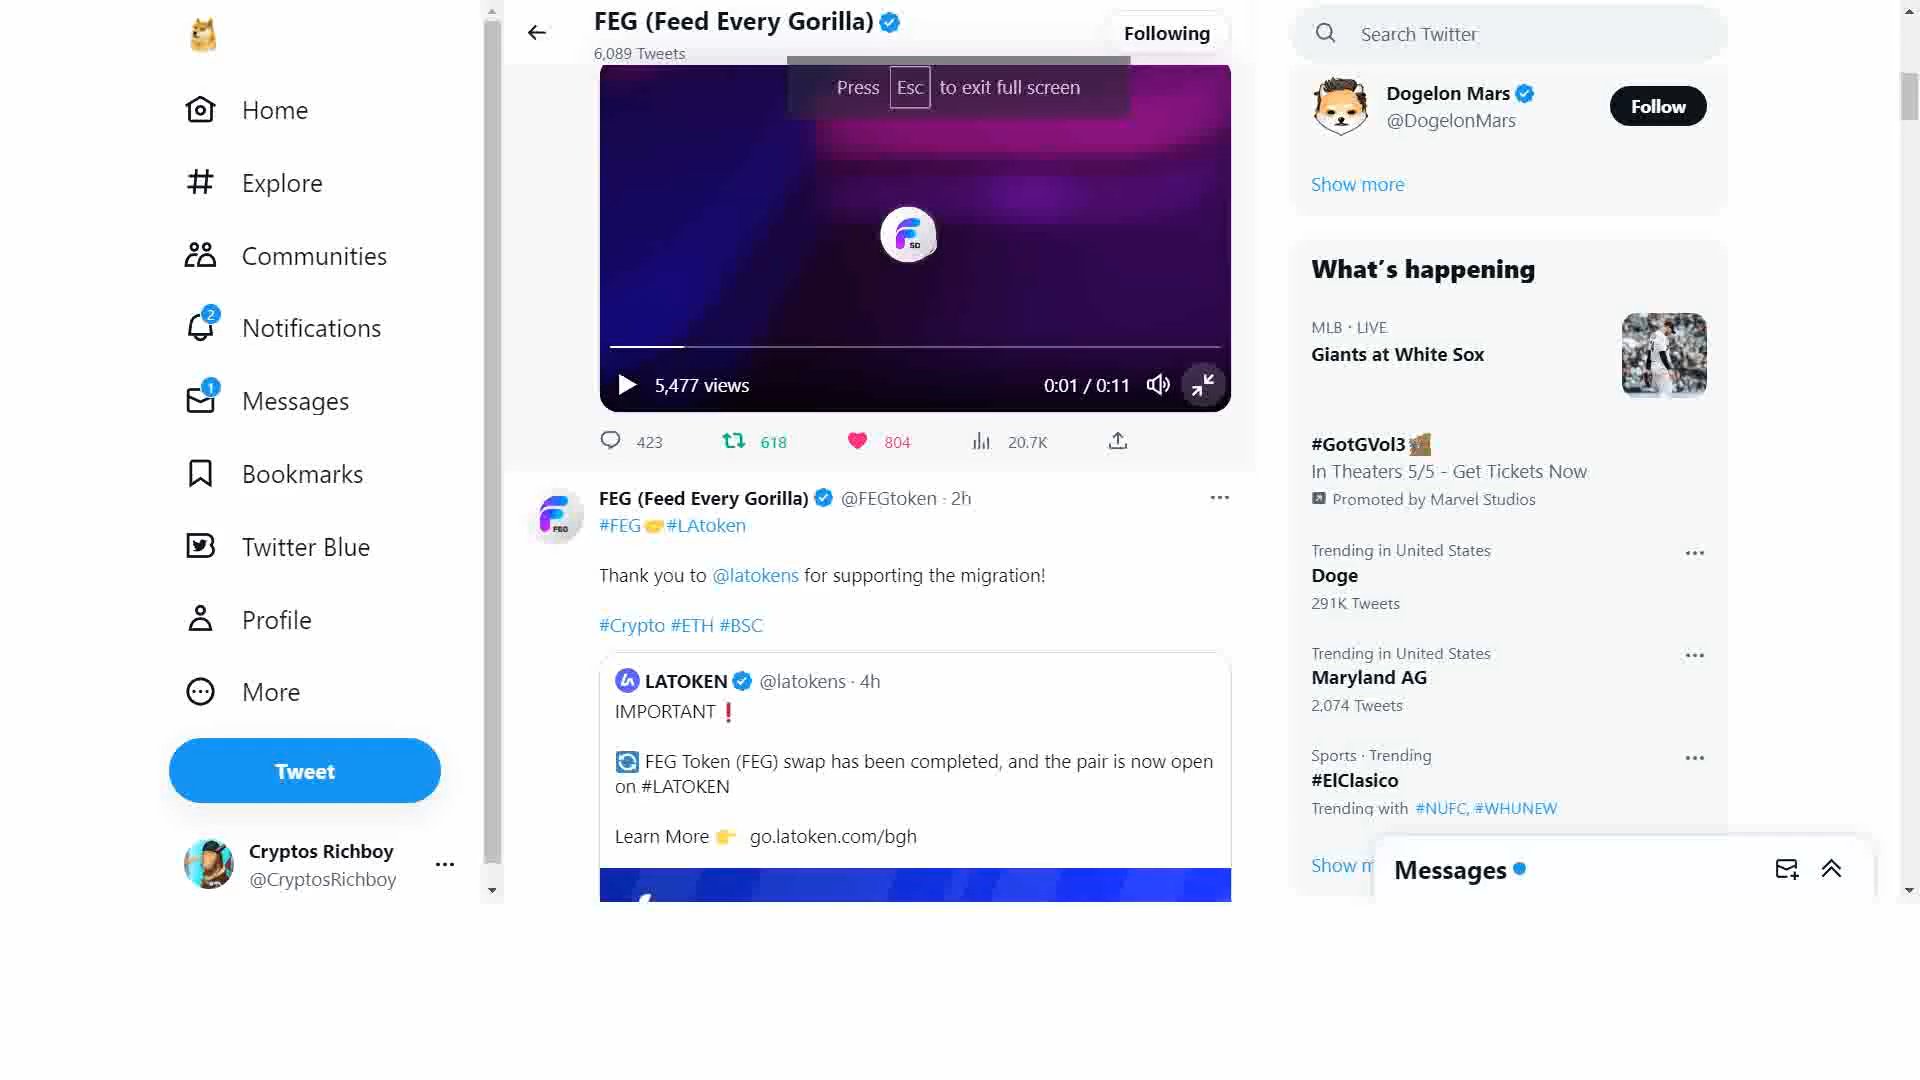 Home
Explore
Communities
2
Notifications
1
Messages
Bookmarks
Twitter Blue
Profile
More
Tweet
Cryptos Richboy
@CryptosRichboy
FEG (Feed Every Gorilla)
6,089 Tweets
Following
Press Esc to exit full screen
SD
5,477 views
0:01 / 0:11
423
618
804
20.7K
FEG
FEG (Feed Every Gorilla) @FEGtoken · 2h
#FEG🤝#LAtoken
Thank you to @latokens for supporting the migration!
#Crypto #ETH #BSC
LATOKEN @latokens · 4h
IMPORTANT❗
🔄 FEG Token (FEG) swap has been completed, and the pair is now open
on #LATOKEN
Learn More 👉 go.latoken.com/bgh
Search Twitter
Dogelon Mars
@DogelonMars
Follow
Show more
What's happening
MLB · LIVE
Giants at White Sox
#GotGVol3
In Theaters 5/5 - Get Tickets Now
Promoted by Marvel Studios
Trending in United States
Doge
291K Tweets
Trending in United States
Maryland AG
2,074 Tweets
Sports · Trending
#ElClasico
Trending with #NUFC, #WHUNEW
Show m
Messages